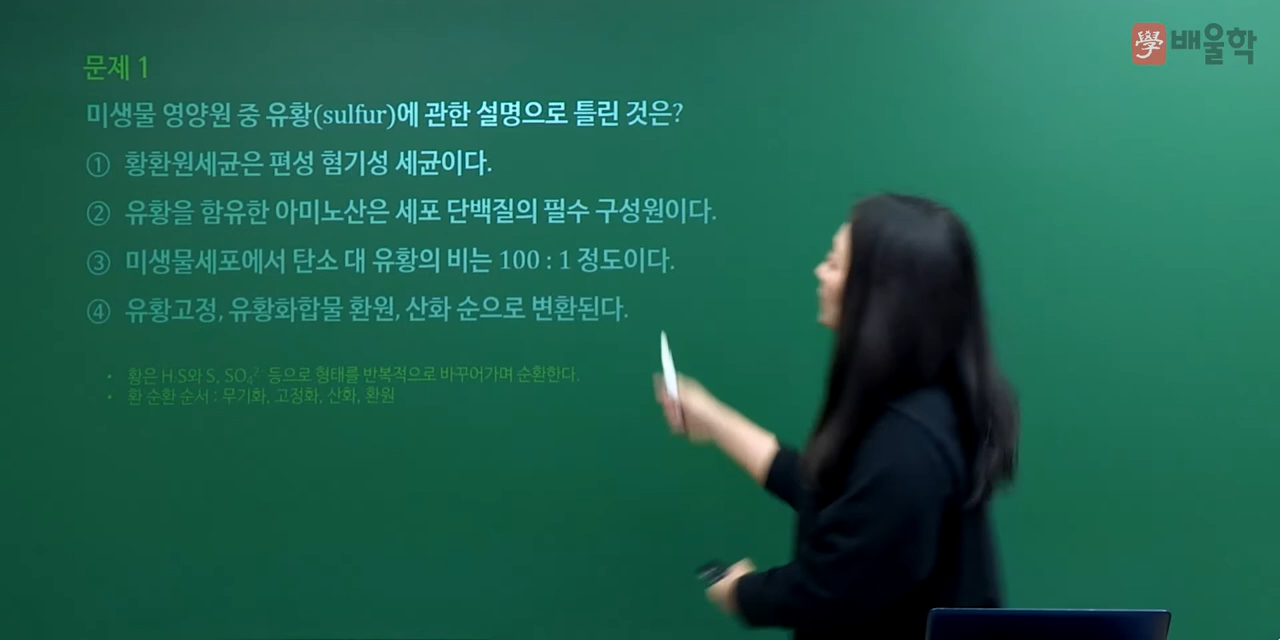 學 배울학
문제 1
미생물 영양원 중 유황(sulfur)에 관한 설명으로 틀린 것은?
① 황환원세균은 편성 혐기성 세균이다.
② 유황을 함유한 아미노산은 세포 단백질의 필수 구성원이다.
③ 미생물세포에서 탄소 대 유황의 비는 100 : 1 정도이다.
④ 유황고정, 유황화합물 환원, 산화 순으로 변환된다.
• 황은 H₂S와 S, SO₄²⁻ 등으로 형태를 반복적으로 바꾸어가며 순환한다.
• 황 순환 순서 : 무기화, 고정화, 산화, 환원